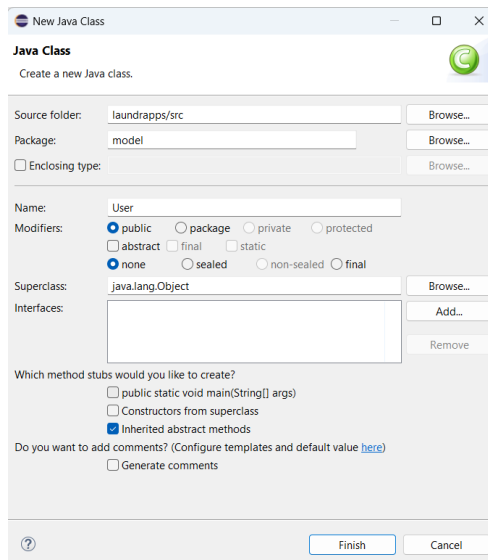 New Java Class
Java Class
Create a new Java class.
C
Source folder: laundrapps/src Browse...
Package: model Browse...
Enclosing type: Browse...
Name: User
Modifiers: public package private protected
abstract final static
none sealed non-sealed final
Superclass: java.lang.Object Browse...
Interfaces: Add...
Remove
Which method stubs would you like to create?
public static void main(String[] args)
Constructors from superclass
Inherited abstract methods
Do you want to add comments? (Configure templates and default value here)
Generate comments
? Finish Cancel